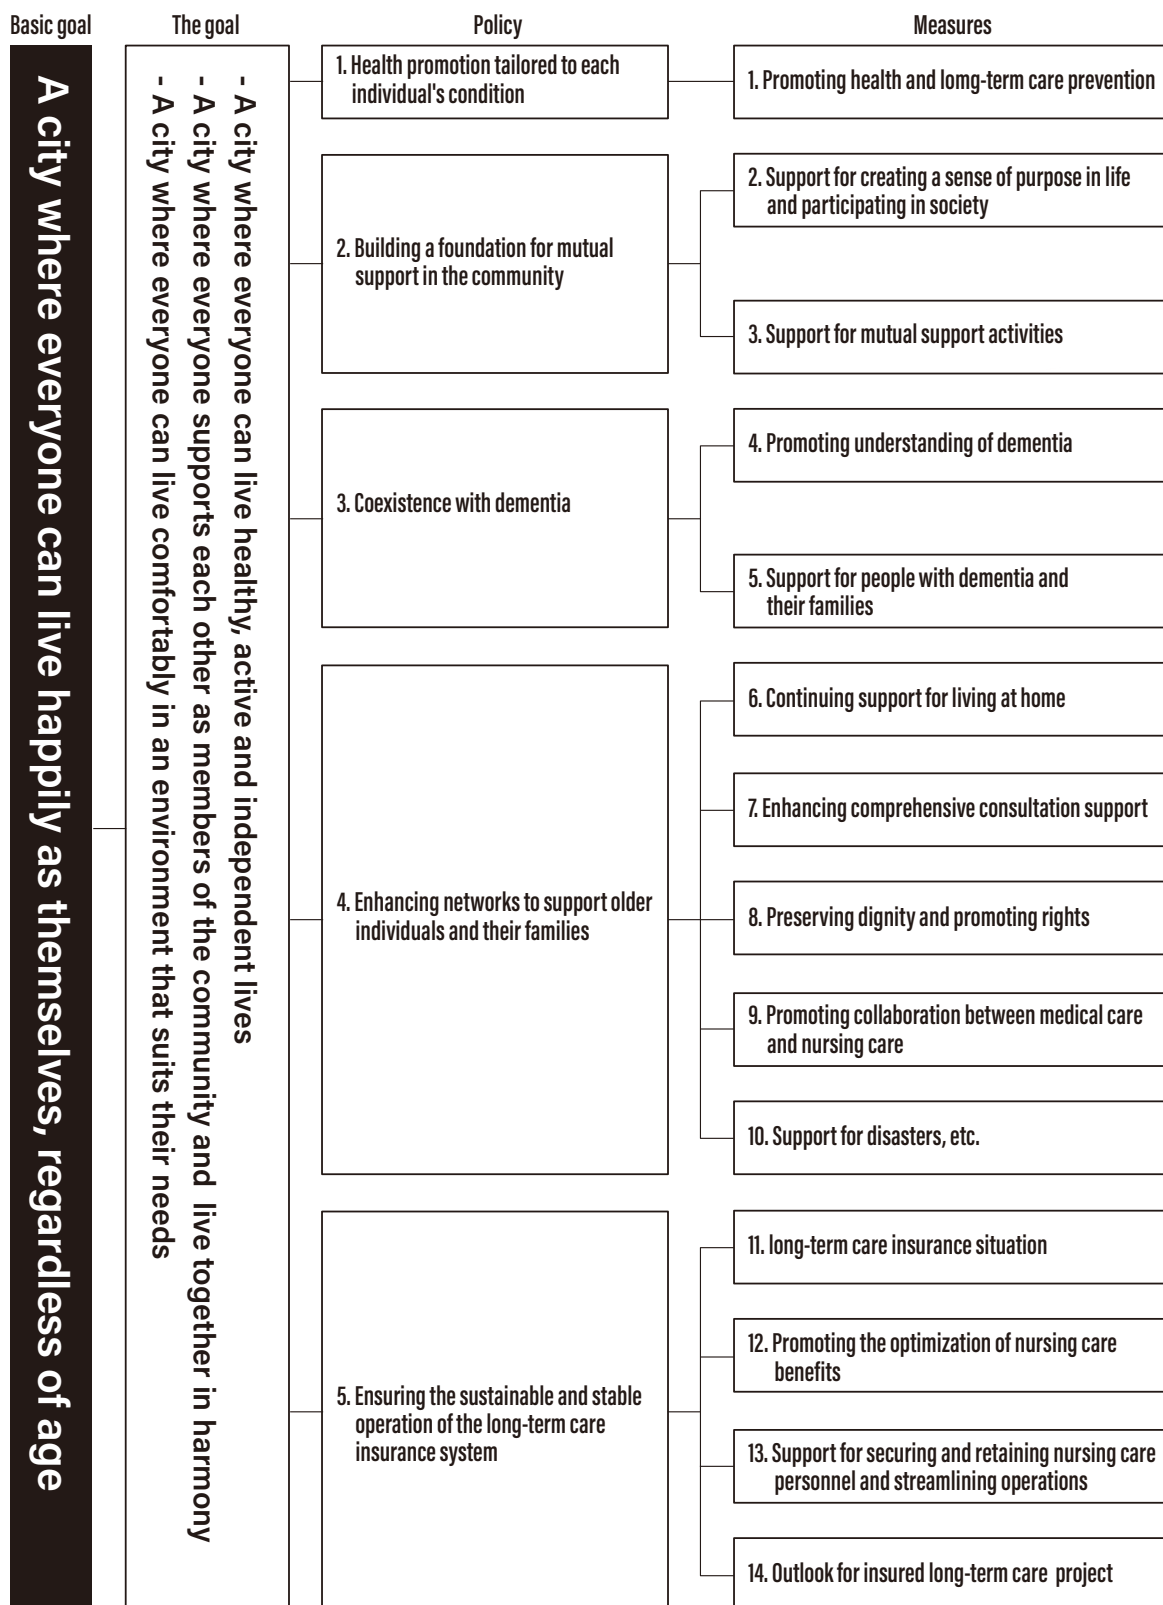 Basic goal
The goal
Policy
Measures
A city where everyone can live happily as themselves, regardless of age
- A city where everyone can live healthy, active and independent lives
- A city where everyone supports each other as members of the community and  live together in harmony
- A city where everyone can live comfortably in an environment that suits their needs
1. Health promotion tailored to each
individual's condition
1. Promoting health and lomg-term care prevention
2. Building a foundation for mutual
support in the community
2. Support for creating a sense of purpose in life
and participating in society
3. Support for mutual support activities
3. Coexistence with dementia
4. Promoting understanding of dementia
5. Support for people with dementia and
their families
4. Enhancing networks to support older
individuals and their families
6. Continuing support for living at home
7. Enhancing comprehensive consultation support
8. Preserving dignity and promoting rights
9. Promoting collaboration between medical care
and nursing care
10. Support for disasters, etc.
5. Ensuring the sustainable and stable
operation of the long-term care
insurance system
11. long-term care insurance situation
12. Promoting the optimization of nursing care
benefits
13. Support for securing and retaining nursing care
personnel and streamlining operations
14. Outlook for insured long-term care  project